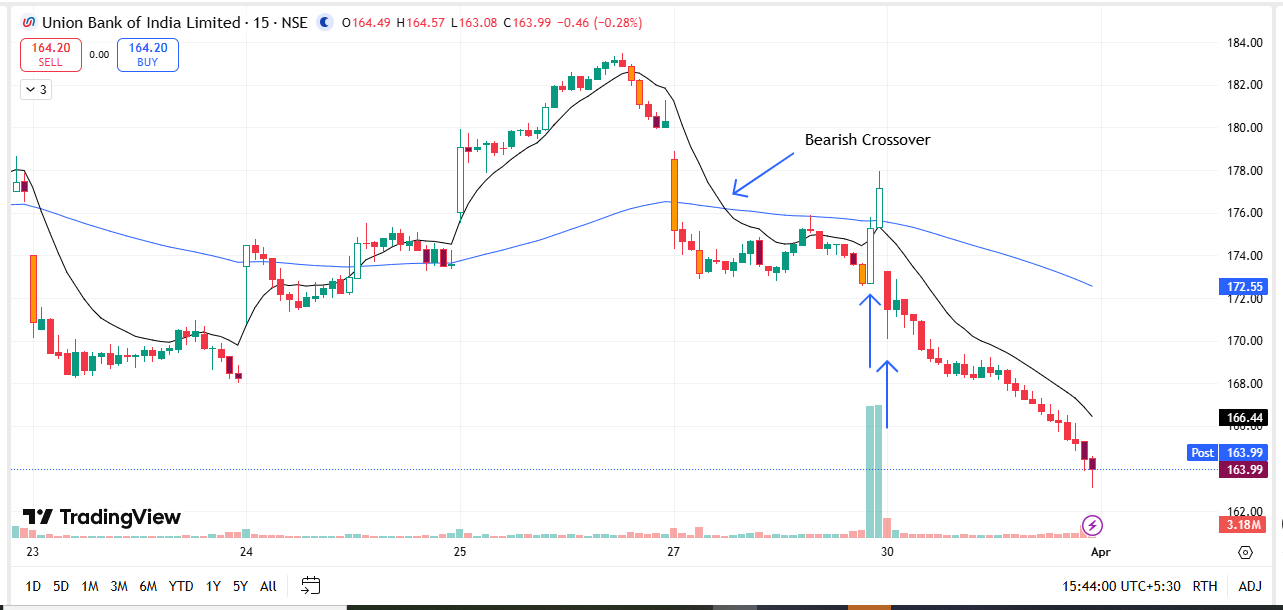 Union Bank of India Limited · 15 · NSE O164.49 H164.57 L163.08 C163.99 −0.46 (−0.28%)
164.20 SELL 0.00 164.20 BUY
3
Bearish Crossover
184.00
182.00
180.00
178.00
176.00
174.00
172.55
172.00
170.00
168.00
166.44
166.00
Post 163.99
163.99
162.00
3.18M
TradingView
23 24 25 27 30 Apr
1D 5D 1M 3M 6M YTD 1Y 5Y All 15:44:00 UTC+5:30 RTH ADJ